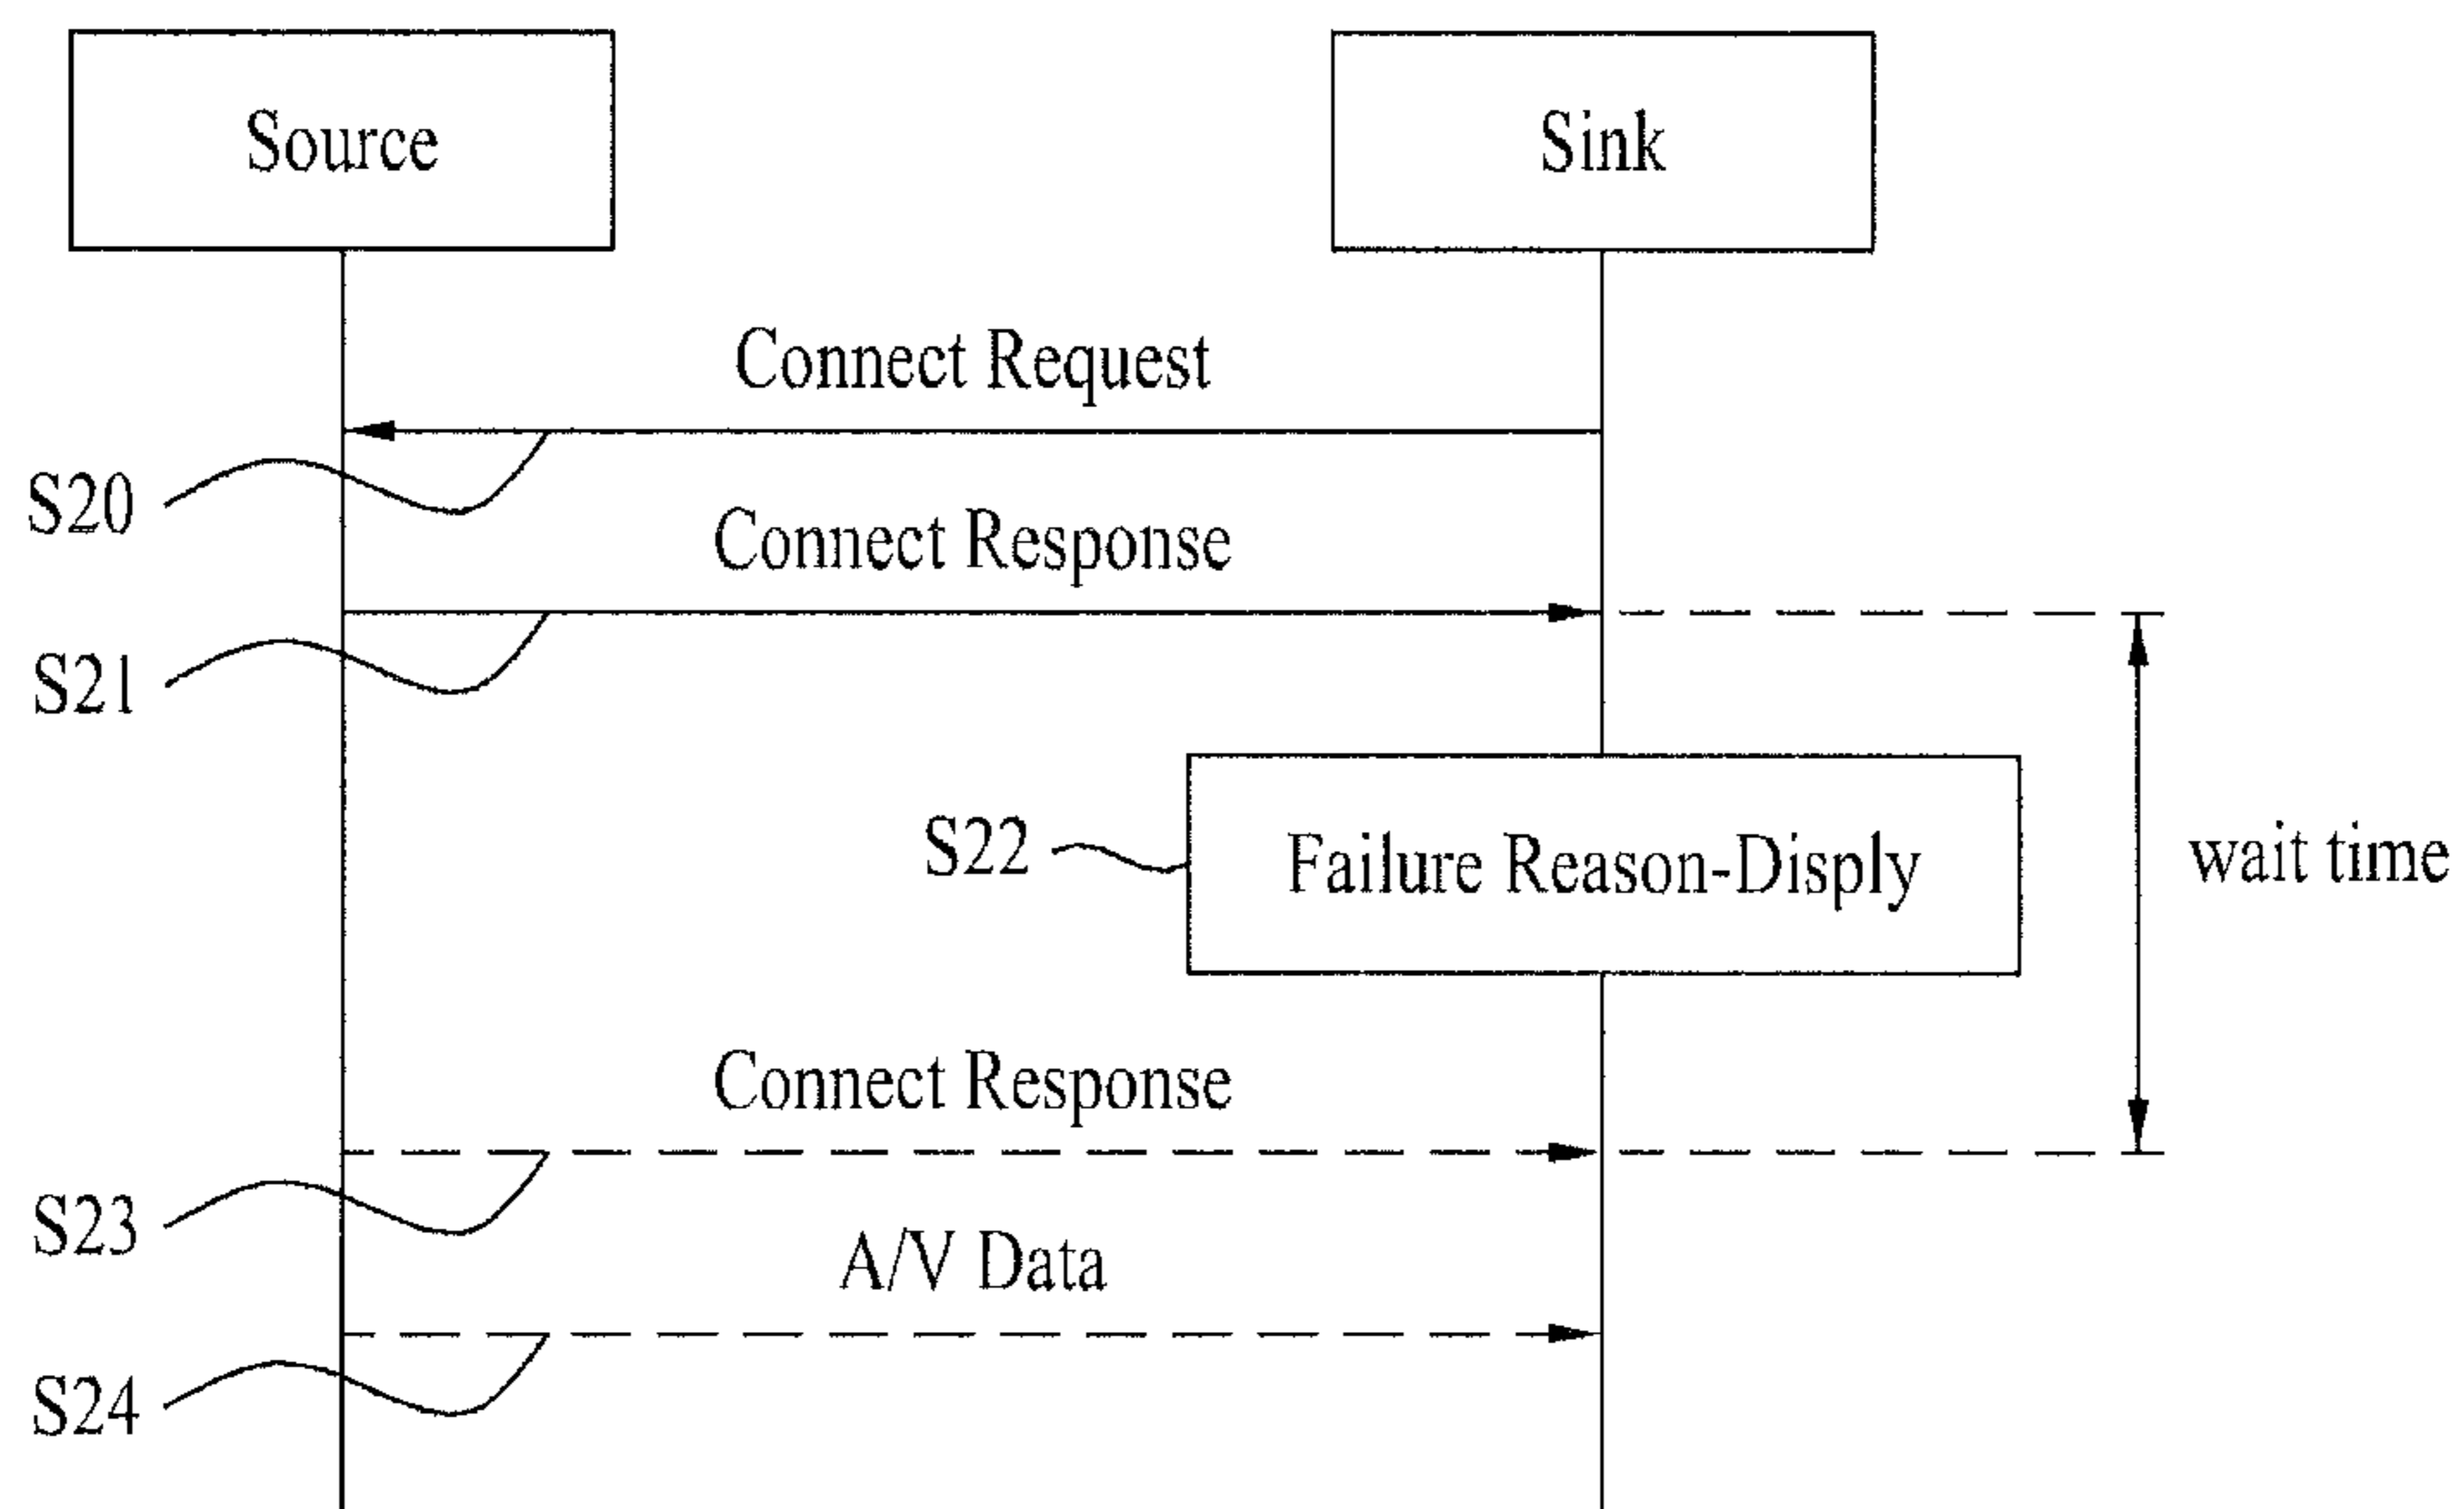 Source
Sink
Connect Request
S20
Connect Response
S21
S22
Failure Reason-Disply
wait time
Connect Response
S23
A/V Data
S24